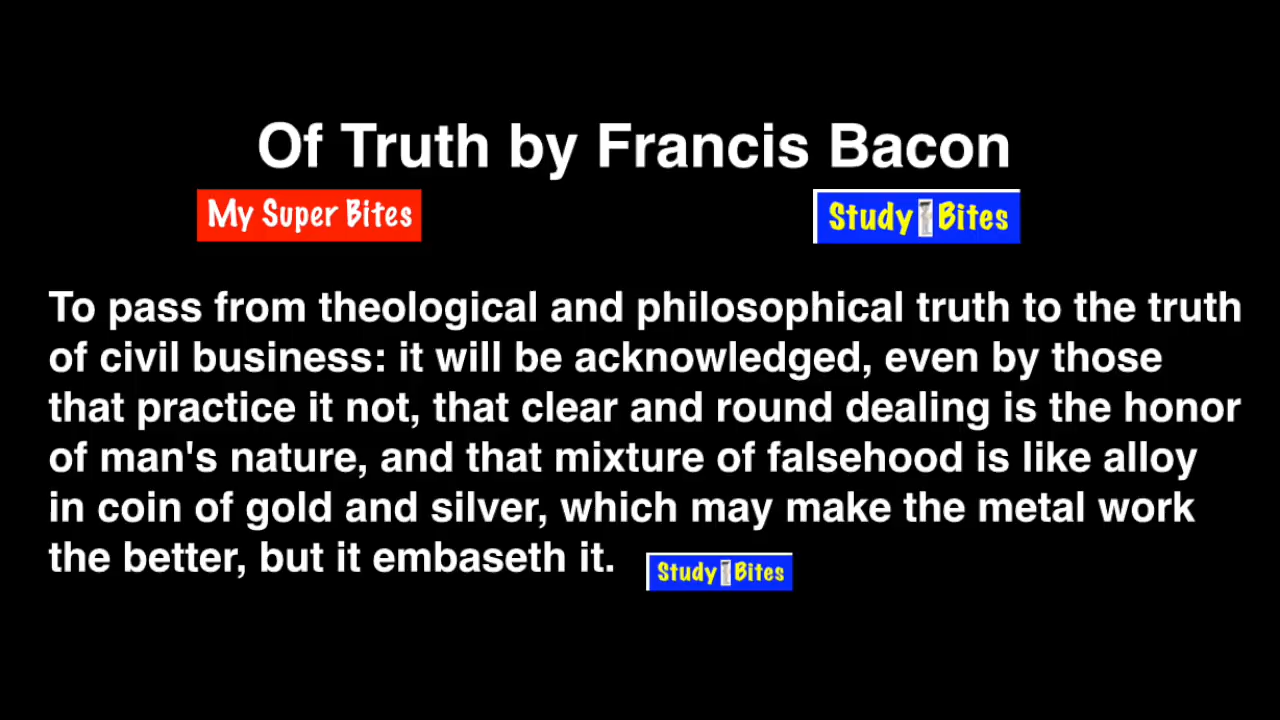 Of Truth by Francis Bacon
My Super Bites
Study Bites
To pass from theological and philosophical truth to the truth
of civil business: it will be acknowledged, even by those
that practice it not, that clear and round dealing is the honor
of man's nature, and that mixture of falsehood is like alloy
in coin of gold and silver, which may make the metal work
the better, but it embaseth it.
Study Bites